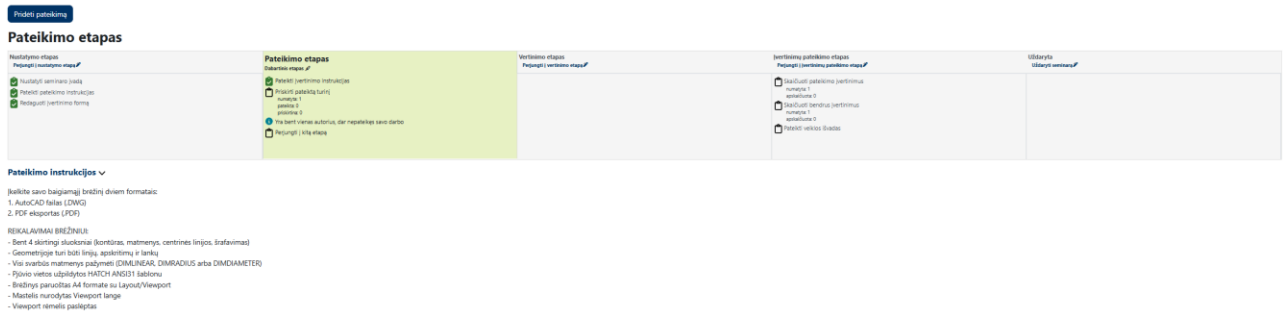 Pridėti pateikimą
Pateikimo etapas
Nustatymo etapas
Perjungti į nustatymo etapą
Nustatyti seminaro įvadą
Pateikti pateikimo instrukcijas
Redaguoti įvertinimo formą
Pateikimo etapas
Dabartinis etapas
Pateikti įvertinimo instrukcijas
Priskirti pateiktą turinį
numatyta: 1
pateikta: 0
priskirtina: 0
Yra bent vienas autorius, dar nepateikęs savo darbo
Perjungti į kitą etapą
Vertinimo etapas
Perjungti į vertinimo etapą
Įvertinimų pateikimo etapas
Perjungti į įvertinimų pateikimo etapą
Skaičiuoti pateikimo įvertinimus
numatyta: 1
apskaičiuota: 0
Skaičiuoti bendrus įvertinimus
numatyta: 1
apskaičiuota: 0
Pateikti veiklos išvadas
Uždaryta
Uždaryti seminarą
Pateikimo instrukcijos
Įkelkite savo baigiamąjį brėžinį dviem formatais:
1. AutoCAD failas (.DWG)
2. PDF eksportas (.PDF)
REIKALAVIMAI BRĖŽINIUI:
- Bent 4 skirtingi sluoksniai (kontūras, matmenys, centrinės linijos, šrafavimas)
- Geometrijoje turi būti linijų, apskritimų ir lankų
- Visi svarbūs matmenys pažymėti (DIMLINEAR, DIMRADIUS arba DIMDIAMETER)
- Pjūvio vietos užpildytos HATCH ANSI31 šablonu
- Brėžinys paruoštas A4 formate su Layout/Viewport
- Mastelis nurodytas Viewport lange
- Viewport rėmelis paslėptas